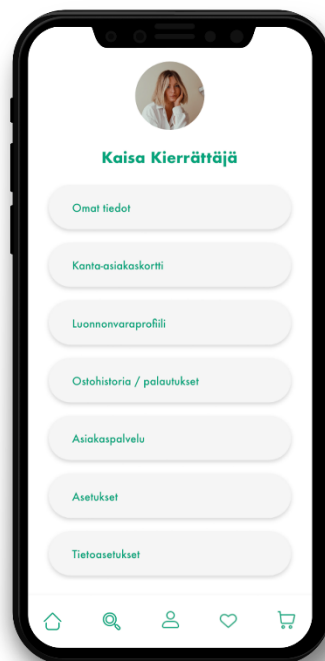 Kaisa Kierrättäjä
Omat tiedot
Kanta-asiakaskortti
Luonnonvaraprofiili
Ostohistoria / palautukset
Asiakaspalvelu
Asetukset
Tietoasetukset